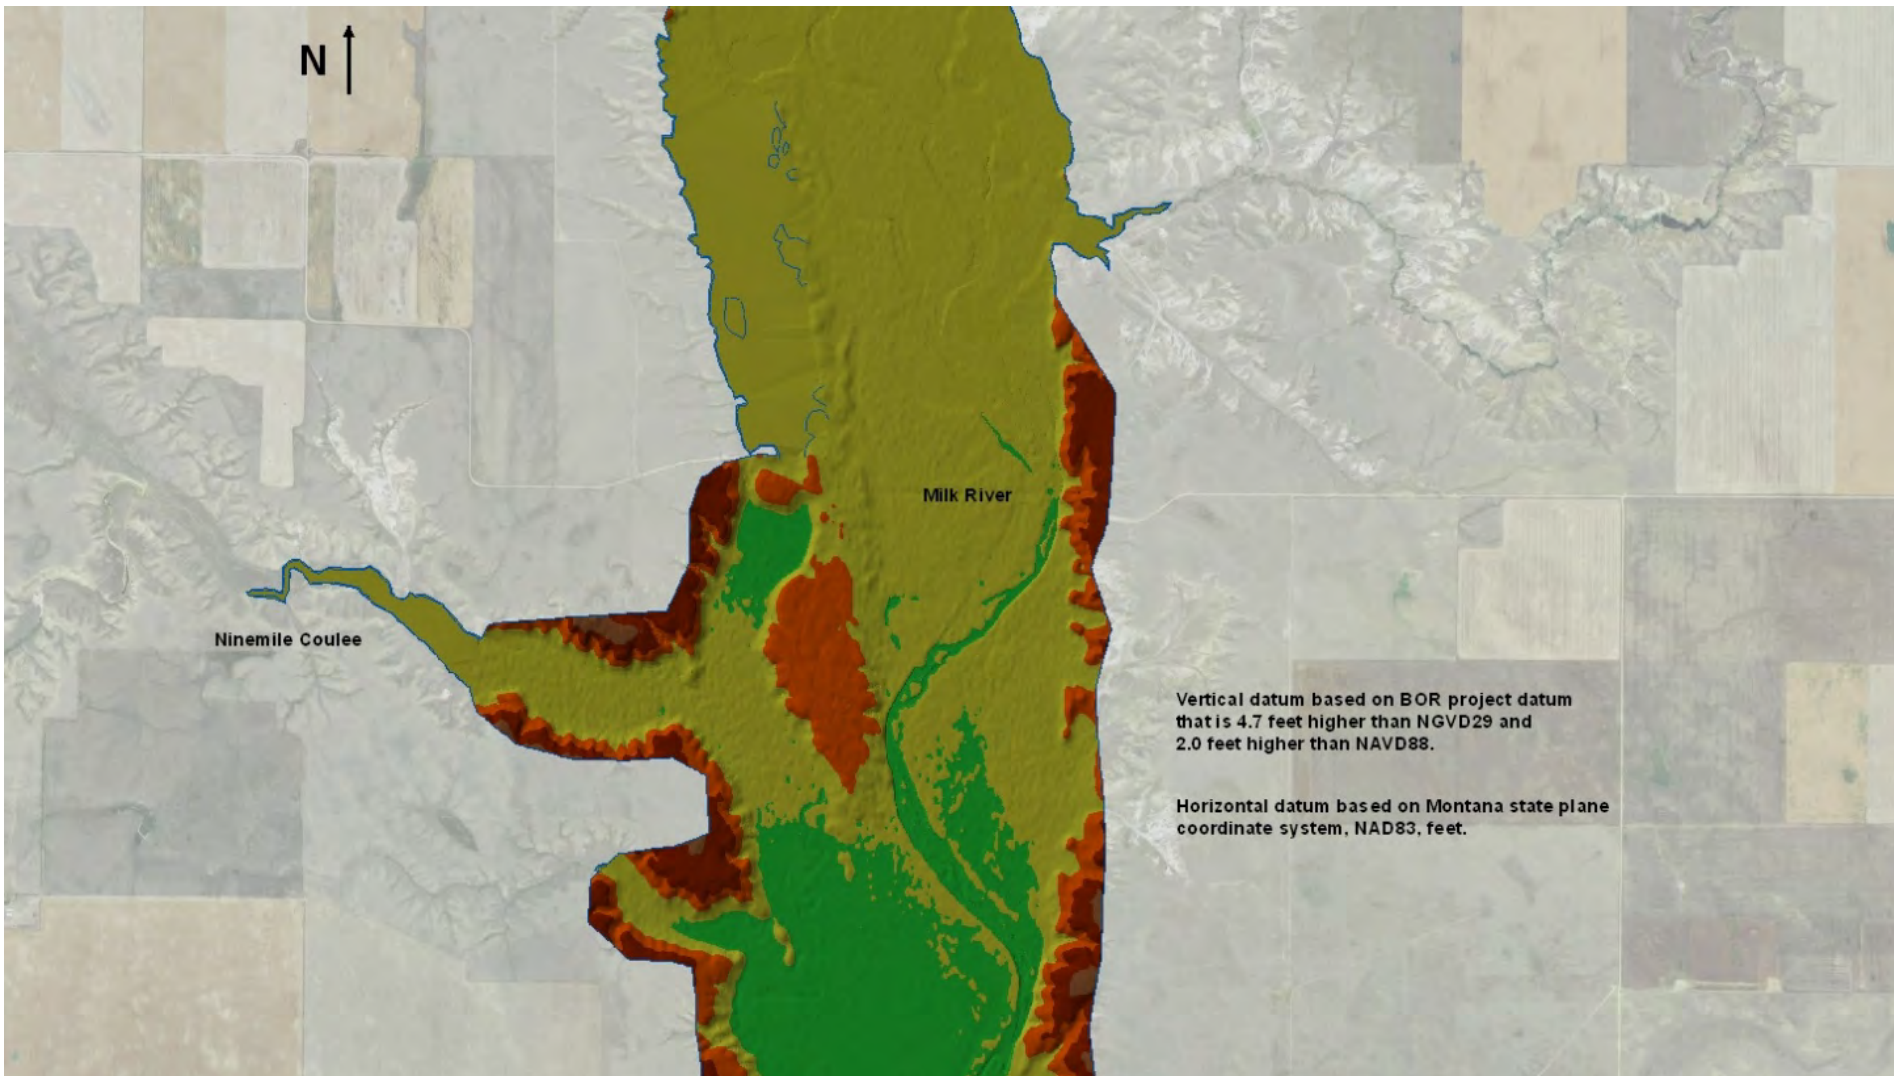 N
Milk River
Ninemile Coulee
Vertical datum based on BOR project datum
that is 4.7 feet higher than NGVD29 and
2.0 feet higher than NAVD88.
Horizontal datum based on Montana state plane
coordinate system, NAD83, feet.